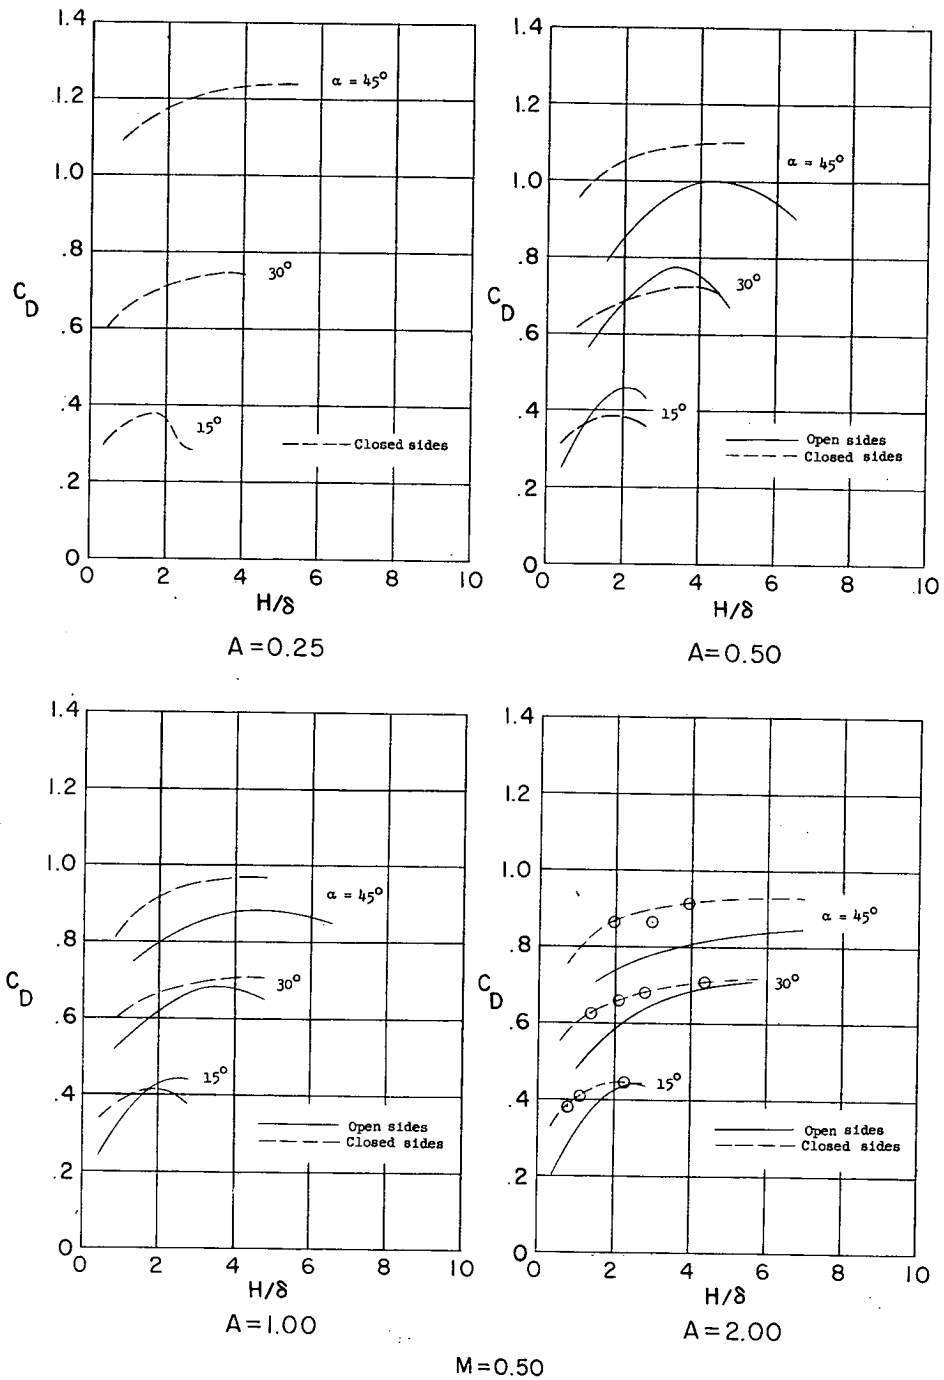 1.4
1.2
1.0
.8
.6
.4
.2
0
C_D
α = 45°
30°
15°
Closed sides
0 2 4 6 8 10
H/δ
A=0.25
1.4
1.2
1.0
.8
.6
.4
.2
0
C_D
α = 45°
30°
15°
Open sides
Closed sides
0 2 4 6 8 10
H/δ
A=0.50
1.4
1.2
1.0
.8
.6
.4
.2
0
C_D
α = 45°
30°
15°
Open sides
Closed sides
0 2 4 6 8 10
H/δ
A=1.00
1.4
1.2
1.0
.8
.6
.4
.2
0
C_D
α = 45°
30°
15°
Open sides
Closed sides
0 2 4 6 8 10
H/δ
A=2.00
M=0.50